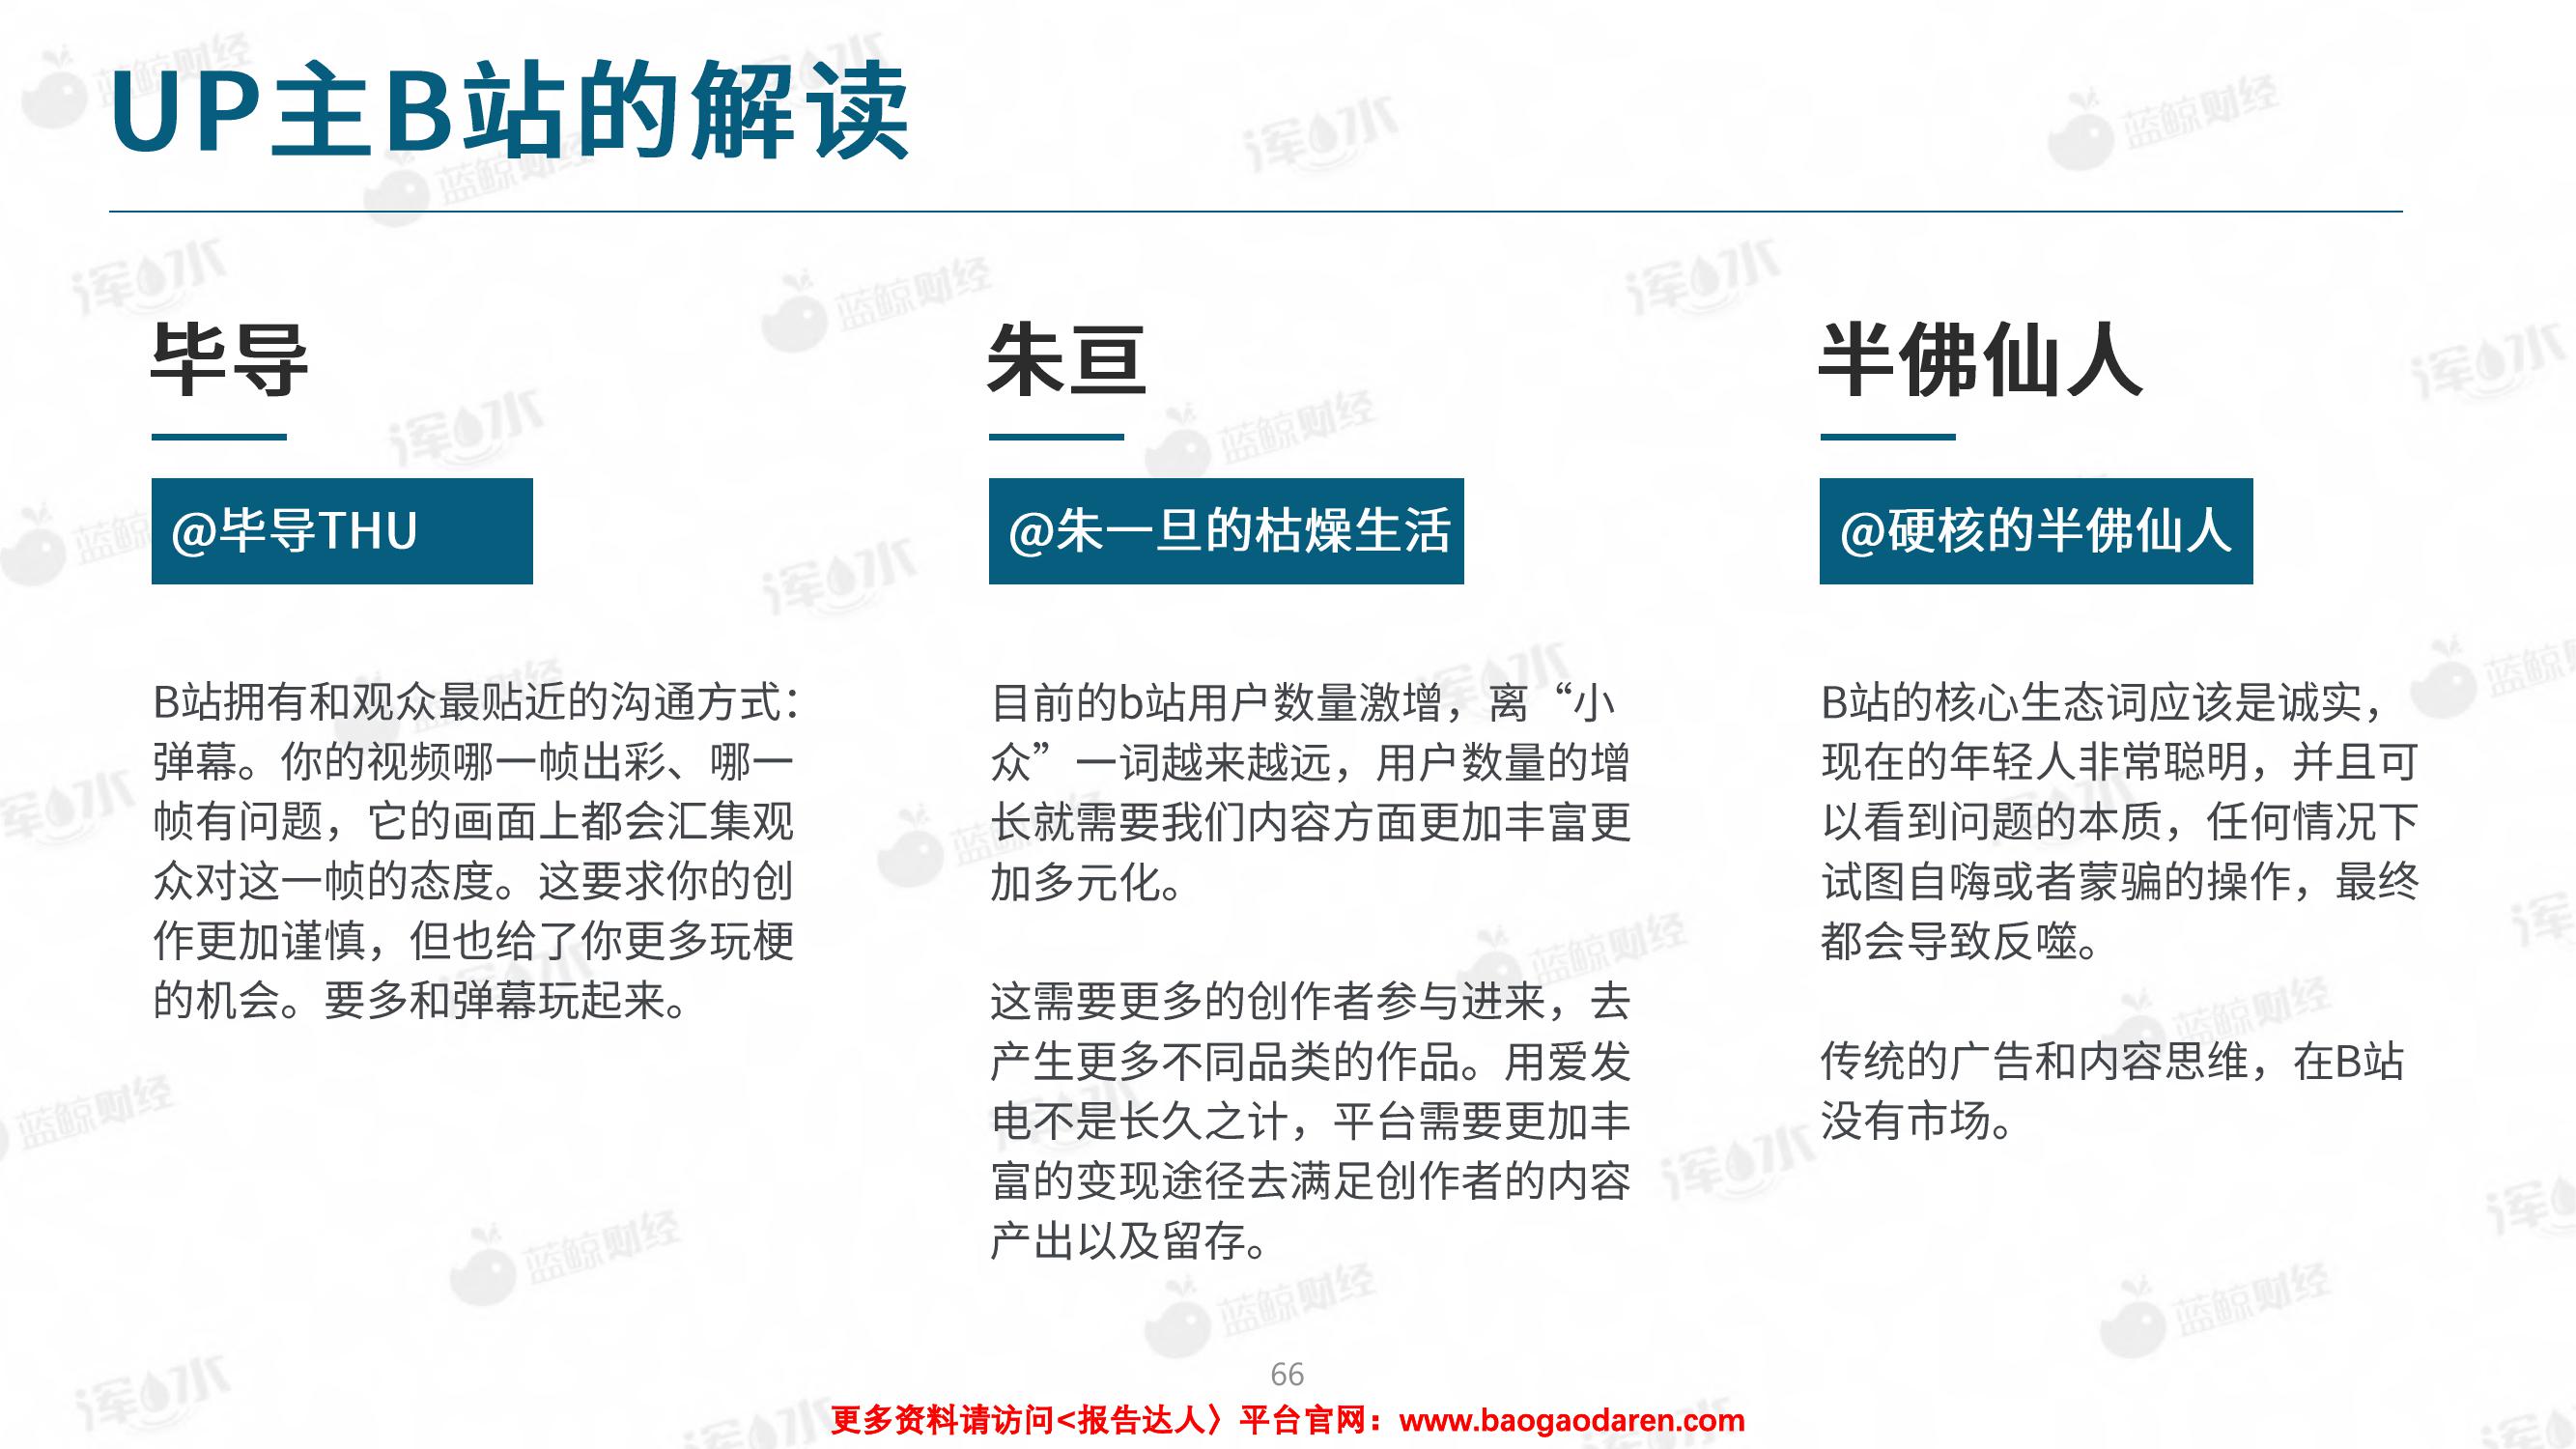 UP主B站的解读
毕导
@毕导THU
B站拥有和观众最贴近的沟通方式：
弹幕。你的视频哪一帧出彩、哪一
帧有问题，它的画面上都会汇集观
众对这一帧的态度。这要求你的创
作更加谨慎，但也给了你更多玩梗
的机会。要多和弹幕玩起来。
朱亘
@朱一旦的枯燥生活
目前的b站用户数量激增，离“小
众”一词越来越远，用户数量的增
长就需要我们内容方面更加丰富更
加多元化。
这需要更多的创作者参与进来，去
产生更多不同品类的作品。用爱发
电不是长久之计，平台需要更加丰
富的变现途径去满足创作者的内容
产出以及留存。
半佛仙人
@硬核的半佛仙人
B站的核心生态词应该是诚实，
现在的年轻人非常聪明，并且可
以看到问题的本质，任何情况下
试图自嗨或者蒙骗的操作，最终
都会导致反噬。
传统的广告和内容思维，在B站
没有市场。
66
更多资料请访问<报告达人〉平台官网：www.baogaodaren.com
蓝鲸财经
浑水